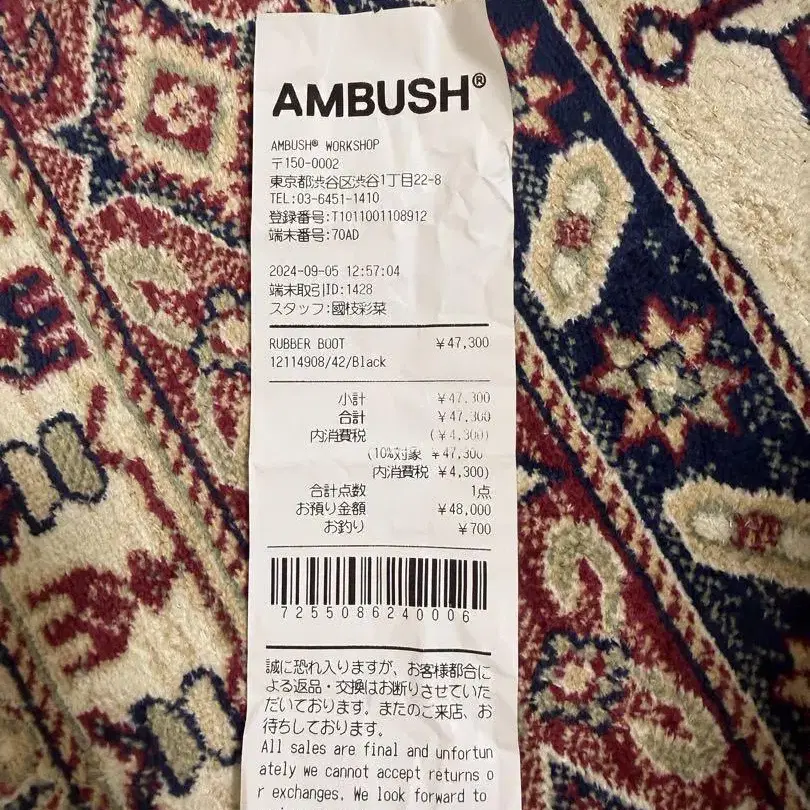 AMBUSH®
AMBUSH® WORKSHOP
〒150-0002
東京都渋谷区渋谷1丁目22-8
TEL:03-6451-1410
登録番号:T1011001108912
端末番号:70AD
2024-09-05 12:57:04
端末取引ID:1428
スタッフ:國枝彩菜
RUBBER BOOT ￥47,300
12114908/42/Black
小計 ￥47,300
合計 ￥47,300
内消費税 (￥4,300)
(10%対象 ￥47,300
内消費税 ￥4,300)
合計点数 1点
お預り金額 ￥48,000
お釣り ￥700
7255086240006
誠に恐れ入りますが、お客様都合に
よる返品・交換はお断りさせていた
だいております。またのご来店、お
待ちしております。
All sales are final and unfortun
ately we cannot accept returns o
r exchanges. We look forward to